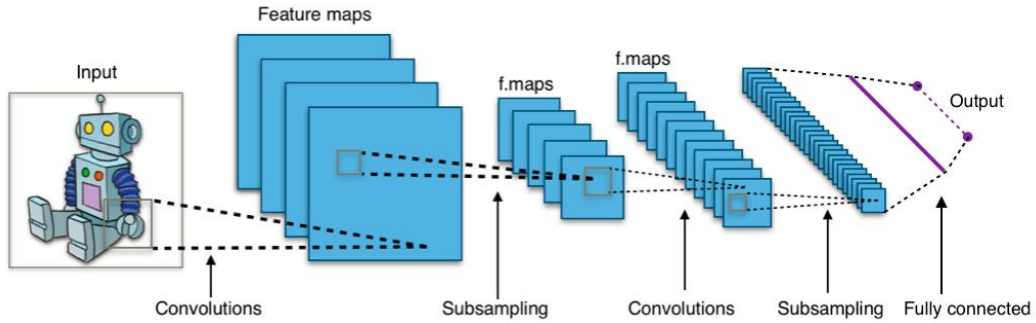 Feature maps
Input
f.maps
f.maps
Output
Convolutions
Subsampling
Convolutions
Subsampling
Fully connected